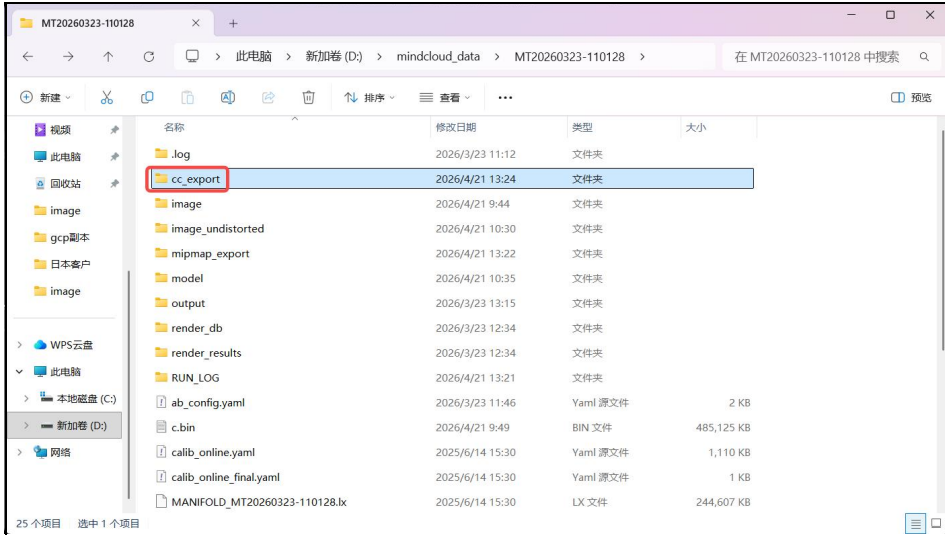 MT20260323-110128
此电脑 > 新加卷 (D:) > mindcloud_data > MT20260323-110128 >
在 MT20260323-110128 中搜索
新建 排序 查看 ... 预览
名称 修改日期 类型 大小
视频
此电脑
回收站
image
gcp副本
日本客户
image
WPS云盘
此电脑
本地磁盘 (C:)
新加卷 (D:)
网络
.log 2026/3/23 11:12 文件夹
cc_export 2026/4/21 13:24 文件夹
image 2026/4/21 9:44 文件夹
image_undistorted 2026/4/21 10:30 文件夹
mipmap_export 2026/4/21 13:22 文件夹
model 2026/4/21 10:35 文件夹
output 2026/3/23 13:15 文件夹
render_db 2026/3/23 12:34 文件夹
render_results 2026/3/23 12:34 文件夹
RUN_LOG 2026/4/21 13:21 文件夹
ab_config.yaml 2026/3/23 11:46 Yaml 源文件 2 KB
c.bin 2026/4/21 9:49 BIN 文件 485,125 KB
calib_online.yaml 2025/6/14 15:30 Yaml 源文件 1,110 KB
calib_online_final.yaml 2025/6/14 15:30 Yaml 源文件 1 KB
MANIFOLD_MT20260323-110128.lx 2025/6/14 15:30 LX 文件 244,607 KB
25 个项目 选中 1 个项目